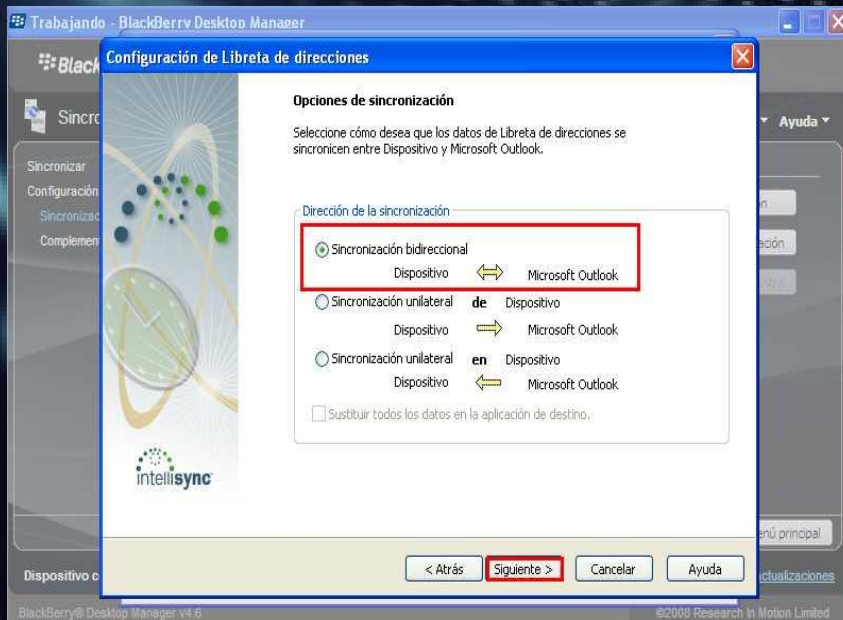 Trabajando - BlackBerry Desktop Manager
Configuración de Libreta de direcciones
Ayuda
Sincronizar
Configuración
Opciones de sincronización
Seleccione cómo desea que los datos de Libreta de direcciones se
sincronicen entre Dispositivo y Microsoft Outlook.
Dirección de la sincronización
Sincronización bidireccional
Dispositivo Microsoft Outlook
Sincronización unilateral de Dispositivo
Dispositivo Microsoft Outlook
Sincronización unilateral en Dispositivo
Dispositivo Microsoft Outlook
Sustituir todos los datos en la aplicación de destino.
intellisync
< Atrás Siguiente > Cancelar Ayuda
Dispositivo
BlackBerry® Desktop Manager v4.6 ©2008 Research In Motion Limited